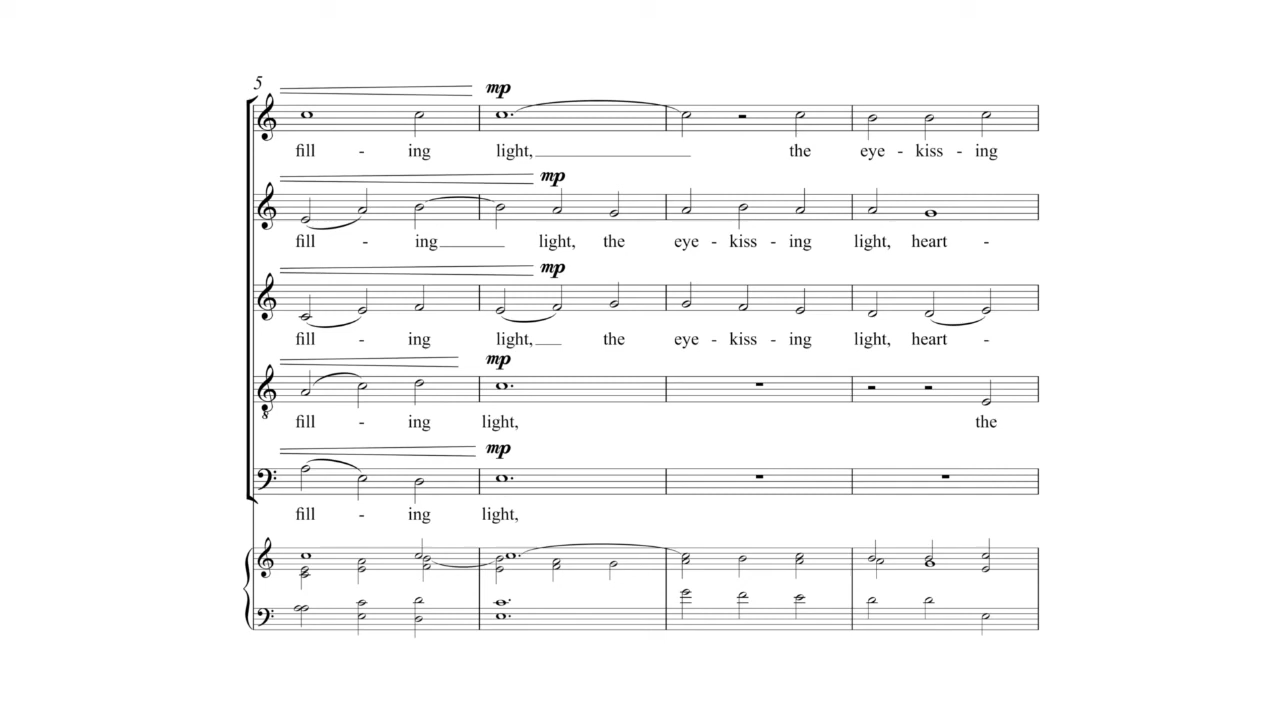 5
mp
fill - ing light, the eye - kiss - ing
mp
fill - ing light, the eye - kiss - ing light, heart -
mp
fill - ing light, the eye - kiss - ing light, heart -
mp
fill - ing light, the
8
mp
fill - ing light,